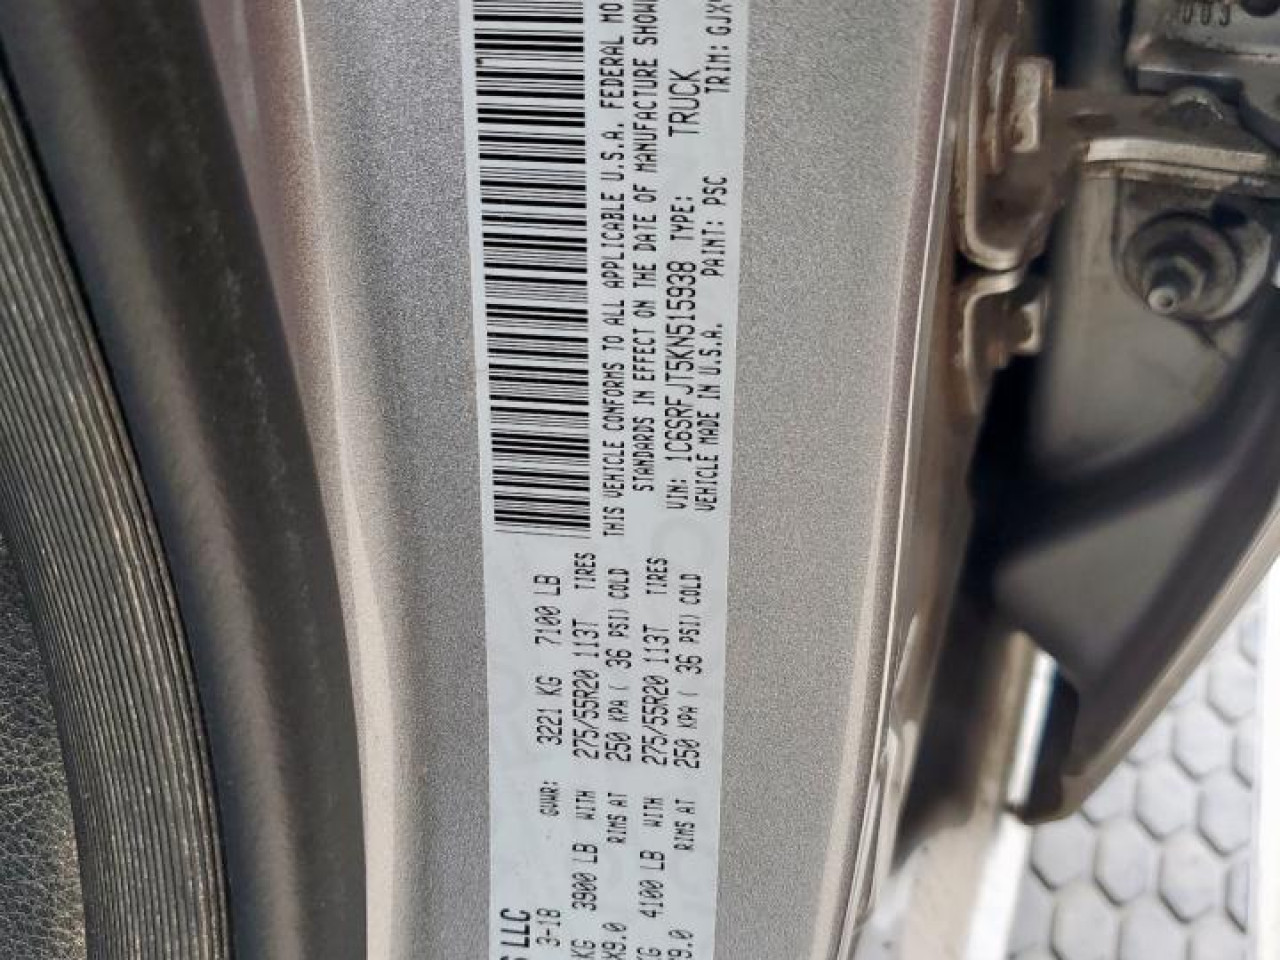 S LLC
3-18 GVWR: 3221 KG 7100 LB
KG 3900 LB WITH 275/55R20 113T TIRES
X9.0 RIMS AT 250 KPA ( 36 PSI) COLD
KG 4100 LB WITH 275/55R20 113T TIRES
X9.0 RIMS AT 250 KPA ( 36 PSI) COLD
THIS VEHICLE CONFORMS TO ALL APPLICABLE U.S.A. FEDERAL MO
STANDARDS IN EFFECT ON THE DATE OF MANUFACTURE SHOW
VIN: 1C6SRFJT5KN515938 TYPE: TRUCK
VEHICLE MADE IN U.S.A. PAINT: PSC TRIM: GJX